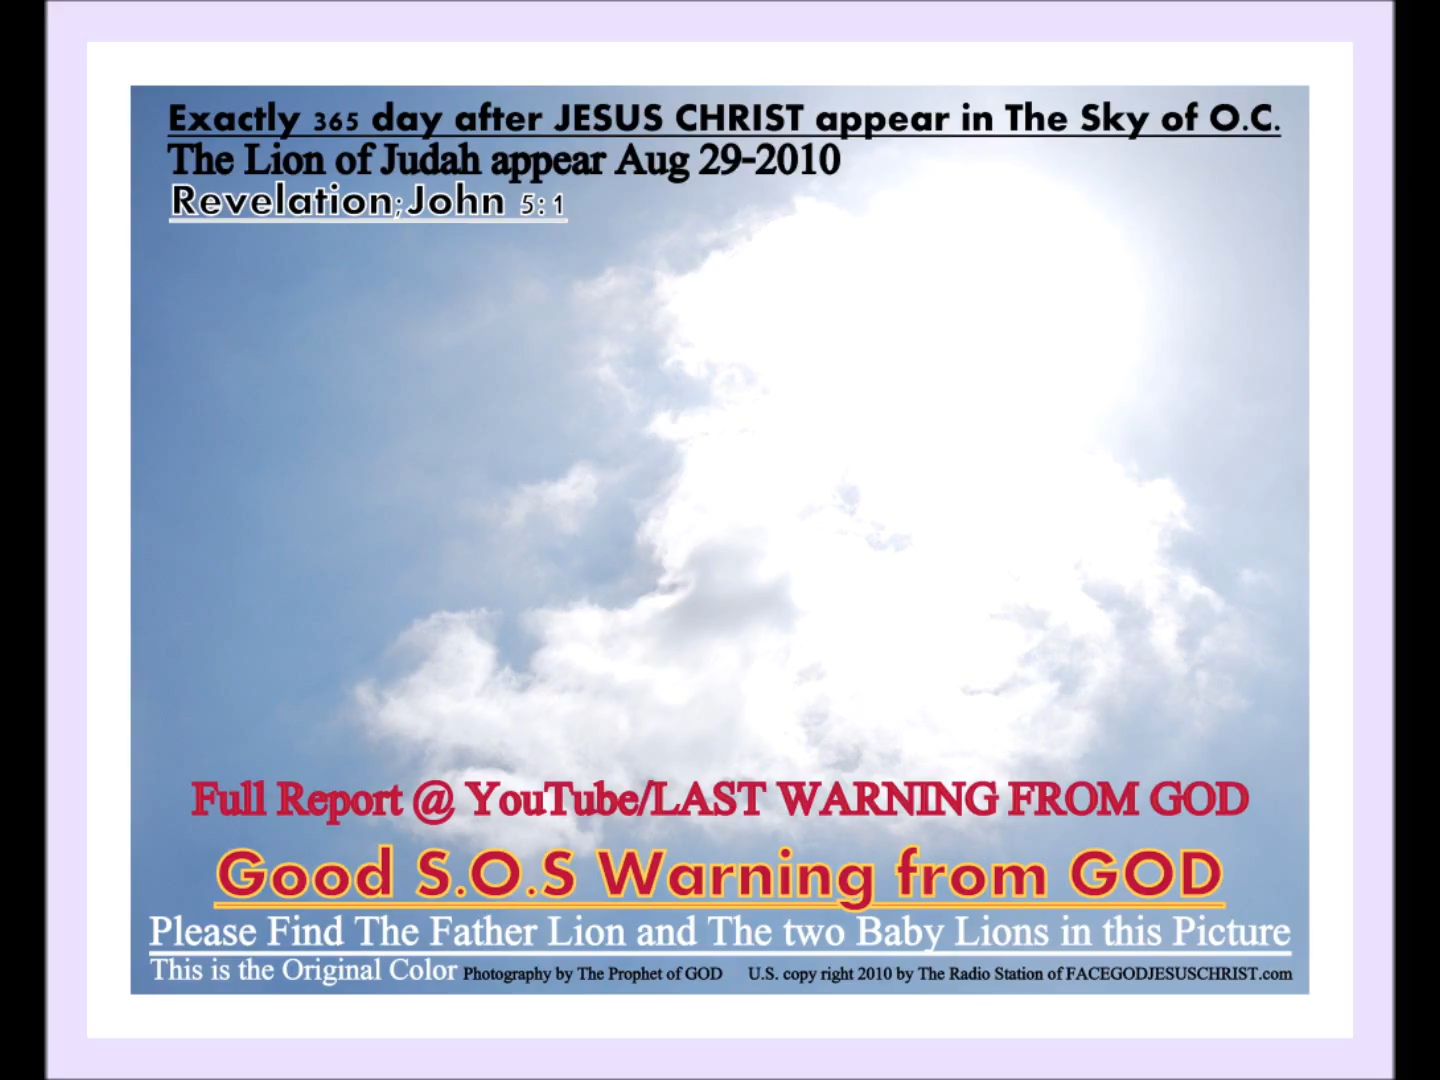 Exactly 365 day after JESUS CHRIST appear in The Sky of O.C.
The Lion of Judah appear Aug 29-2010
Revelation;John 5:1
Full Report @ YouTube/LAST WARNING FROM GOD
Good S.O.S Warning from GOD
Please Find The Father Lion and The two Baby Lions in this Picture
This is the Original Color Photography by The Prophet of GOD U.S. copy right 2010 by The Radio Station of FACEGODJESUSCHRIST.com